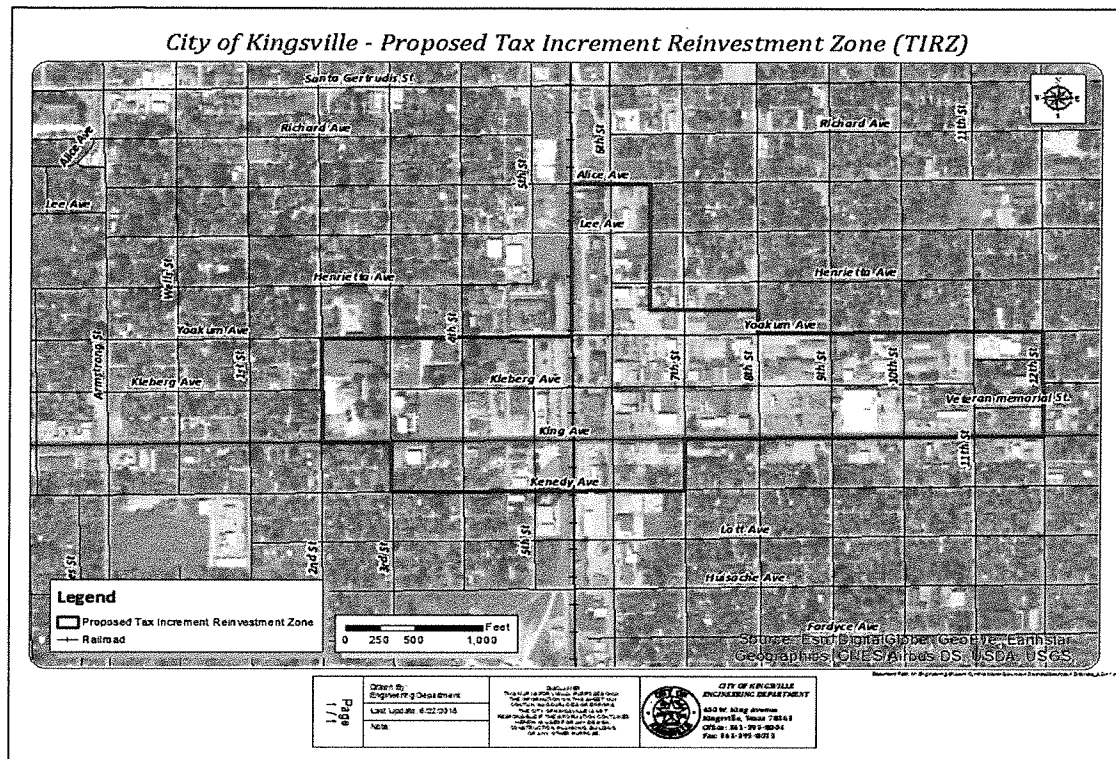 City of Kingsville - Proposed Tax Increment Reinvestment Zone (TIRZ)
Santa Gertrudis St
Richard Ave
Richard Ave
11th St
6th St
5th St
Alice Ave
Alice Ave
Lee Ave
Lee Ave
Wells St
Henrietta Ave
Henrietta Ave
Armstrong St
Yoakum Ave
4th St
Yoakum Ave
1st St
Kleberg Ave
Kleberg Ave
7th St
8th St
9th St
10th St
12th St
Veteran memorial St.
King Ave
11th St
Kenedy Ave
2nd St
3rd St
5th St
Lott Ave
Huisache Ave
Fordyce Ave
Legend
Proposed Tax Increment Reinvestment Zone
Railroad
Feet
0 250 500 1,000
Source: Esri, DigitalGlobe, GeoEye, Earthstar
Geographics, CNES/Airbus DS, USDA, USGS
Page
1 / 1
Drawn By:
Engineering Department
Last Update:
Note:
DISCLAIMER
CITY OF KINGSVILLE
ENGINEERING DEPARTMENT
Kingsville, Texas 78363